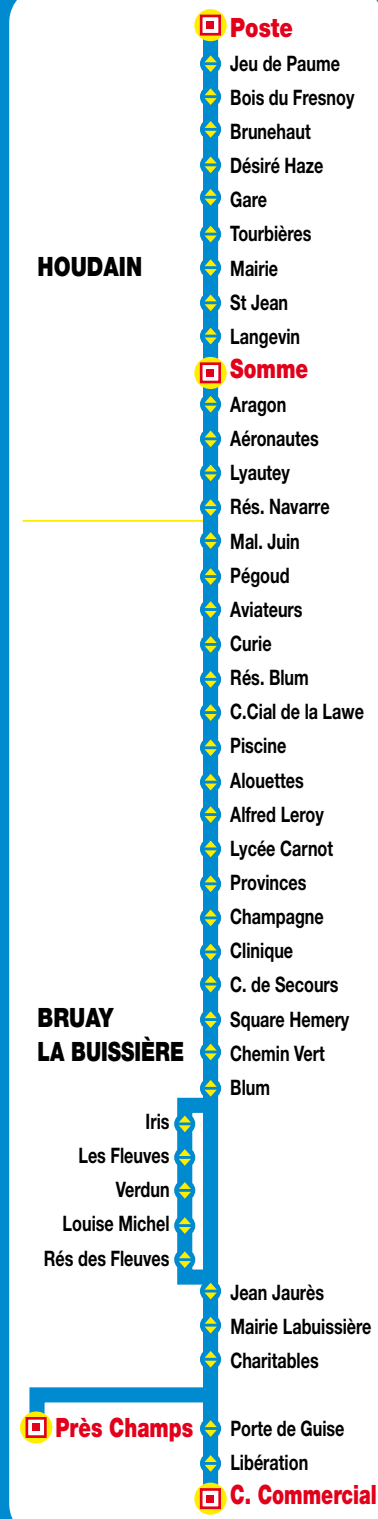 Poste
Jeu de Paume
Bois du Fresnoy
Brunehaut
Désiré Haze
Gare
Tourbières
HOUDAIN
Mairie
St Jean
Langevin
Somme
Aragon
Aéronautes
Lyautey
Rés. Navarre
Mal. Juin
Pégoud
Aviateurs
Curie
Rés. Blum
C.Cial de la Lawe
Piscine
Alouettes
Alfred Leroy
Lycée Carnot
Provinces
Champagne
Clinique
C. de Secours
BRUAY
LA BUISSIÈRE
Square Hemery
Chemin Vert
Blum
Iris
Les Fleuves
Verdun
Louise Michel
Rés des Fleuves
Jean Jaurès
Mairie Labuissière
Charitables
Près Champs
Porte de Guise
Libération
C. Commercial